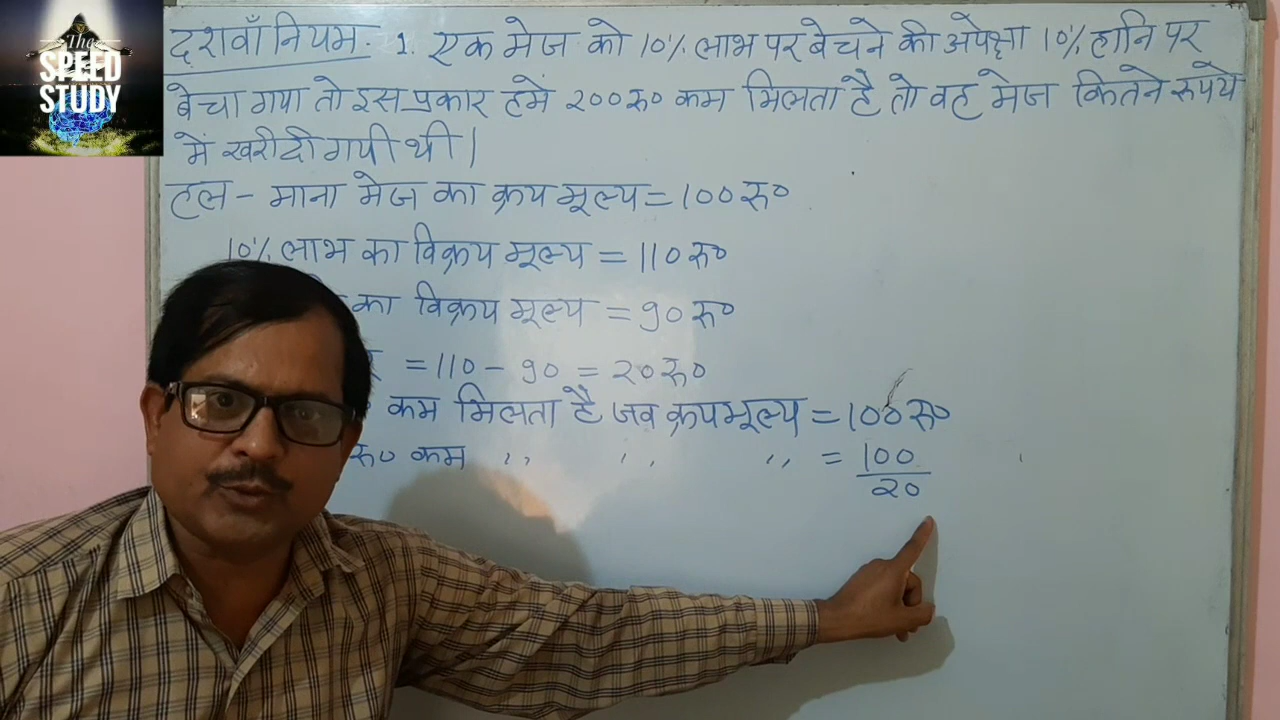 The
SPEED
STUDY
दशवाँ नियम. 1. एक मेज को 10% लाभ पर बेचने की अपेक्षा 10% हानि पर
बेचा गया तो इस प्रकार हमें २००रु० कम मिलता है तो वह मेज कितने रुपये
में खरीदी गयी थी।
हल - माना मेज का क्रय मूल्य = 100रु०
10% लाभ का विक्रय मूल्य = 110रु०
का विक्रय मूल्य = 90रु०
= 110 - 90 = 20रु०
कम मिलता है जब क्रयमूल्य = 100रु०
रु० कम ,, ,, ,, = 100
20